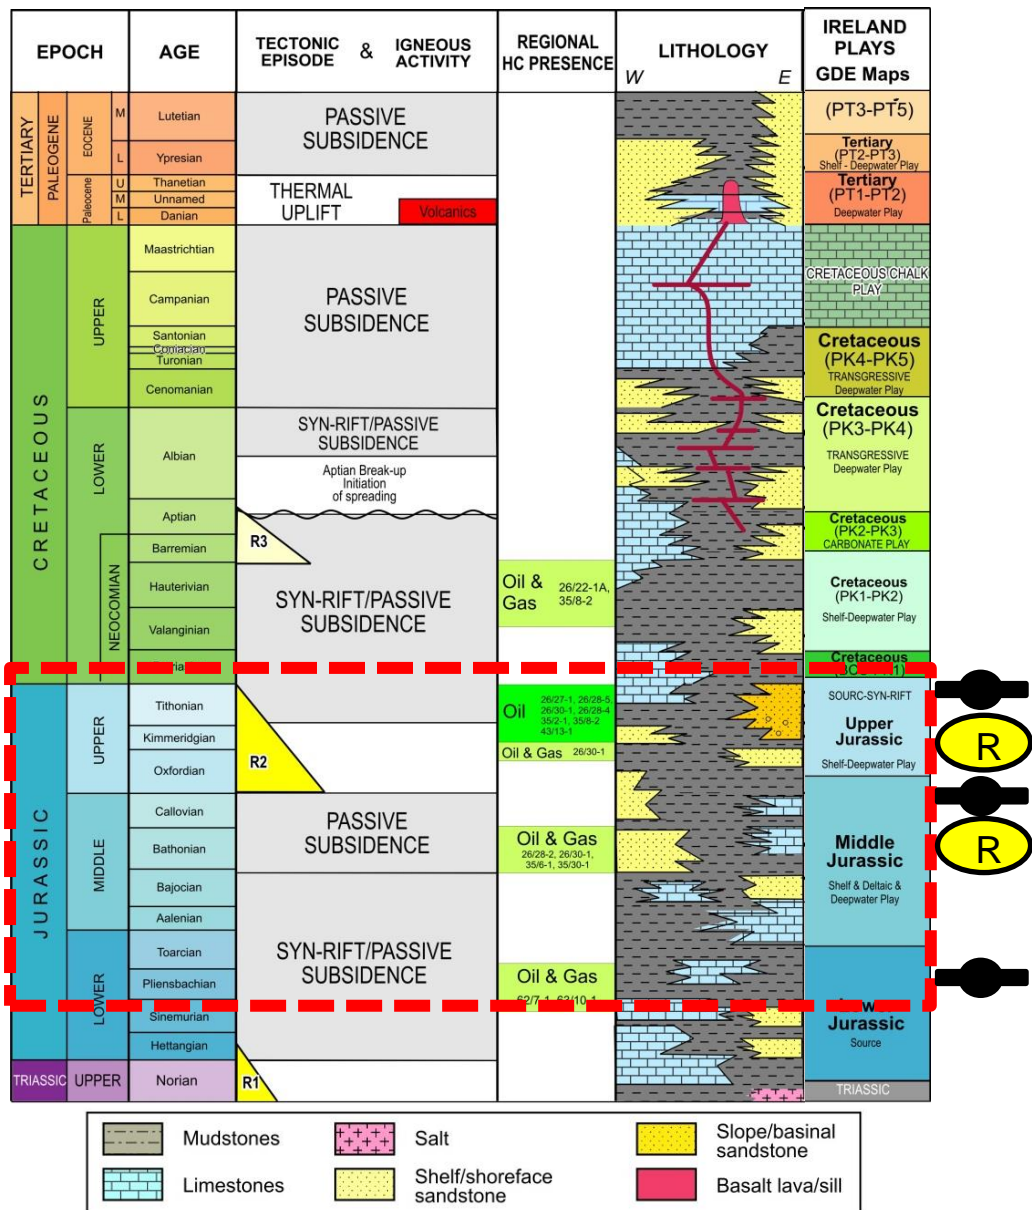 EPOCH
AGE
TECTONIC & IGNEOUS
EPISODE ACTIVITY
REGIONAL
HC PRESENCE
LITHOLOGY
W E
IRELAND
PLAYS
GDE Maps
TERTIARY
PALEOGENE
EOCENE
M
L
Paleocene
U
M
L
Lutetian
Ypresian
Thanetian
Unnamed
Danian
PASSIVE
SUBSIDENCE
THERMAL
UPLIFT
Volcanics
(PT3-PT5)
Tertiary
(PT2-PT3)
Shelf - Deepwater Play
Tertiary
(PT1-PT2)
Deepwater Play
CRETACEOUS
UPPER
LOWER
NEOCOMIAN
Maastrichtian
Campanian
Santonian
Coniacian
Turonian
Cenomanian
Albian
Aptian
Barremian
Hauterivian
Valanginian
PASSIVE
SUBSIDENCE
SYN-RIFT/PASSIVE
SUBSIDENCE
Aptian Break-up
Initiation
of spreading
R3
SYN-RIFT/PASSIVE
SUBSIDENCE
Oil &
Gas
26/22-1A,
35/8-2
CRETACEOUS CHALK
PLAY
Cretaceous
(PK4-PK5)
TRANSGRESSIVE
Deepwater Play
Cretaceous
(PK3-PK4)
TRANSGRESSIVE
Deepwater Play
Cretaceous
(PK2-PK3)
CARBONATE PLAY
Cretaceous
(PK1-PK2)
Shelf-Deepwater Play
Cretaceous
JURASSIC
UPPER
MIDDLE
LOWER
Tithonian
Kimmeridgian
Oxfordian
Callovian
Bathonian
Bajocian
Aalenian
Toarcian
Pliensbachian
Sinemurian
Hettangian
R2
PASSIVE
SUBSIDENCE
SYN-RIFT/PASSIVE
SUBSIDENCE
Oil
26/27-1, 26/28-5,
26/30-1, 26/28-4
35/2-1, 35/8-2
43/13-1
Oil & Gas 26/30-1
Oil & Gas
26/28-2, 26/30-1,
35/6-1, 35/30-1
Oil & Gas
62/7-1, 63/10-1
SOURC-SYN-RIFT
Upper
Jurassic
Shelf-Deepwater Play
Middle
Jurassic
Shelf & Deltaic &
Deepwater Play
Jurassic
Source
R
R
TRIASSIC
UPPER
Norian
R1
TRIASSIC
Mudstones
Limestones
Salt
Shelf/shoreface
sandstone
Slope/basinal
sandstone
Basalt lava/sill